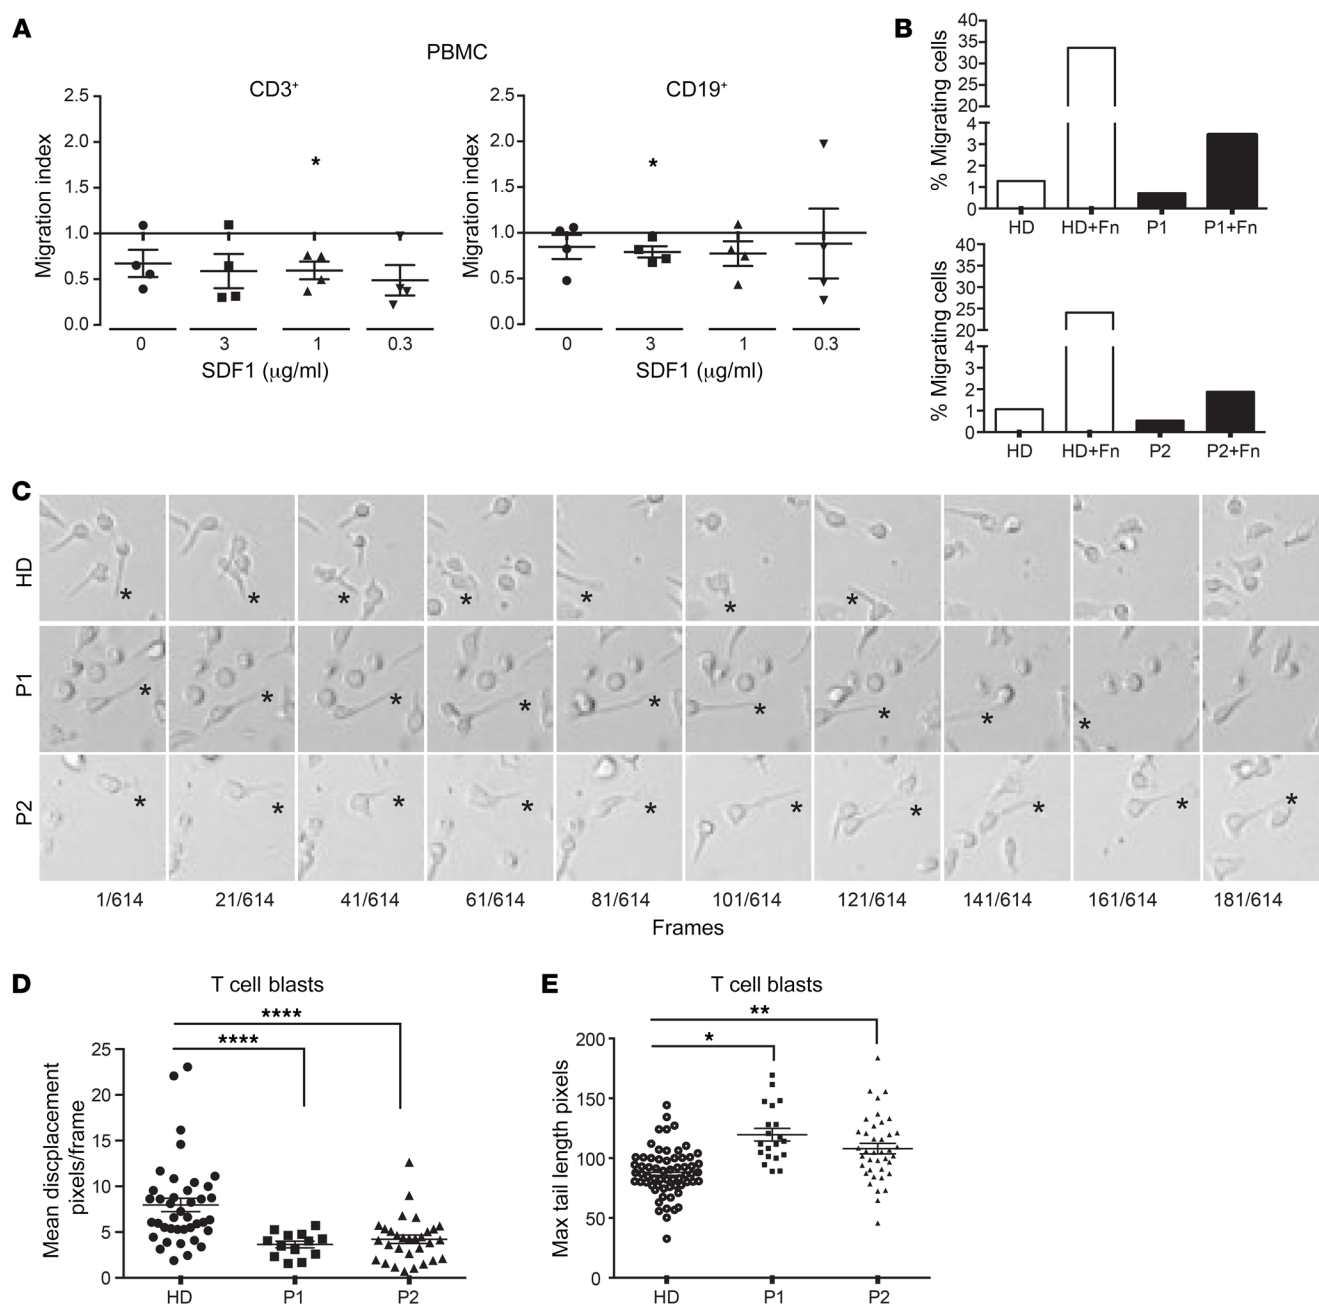 A
PBMC
CD3+
Migration index
2.5
2.0
1.5
1.0
0.5
0.0
*
0 3 1 0.3
SDF1 (μg/ml)
CD19+
Migration index
2.5
2.0
1.5
1.0
0.5
0.0
*
0 3 1 0.3
SDF1 (μg/ml)
B
% Migrating cells
40
35
30
25
20
4
3
2
1
0
HD HD+Fn P1 P1+Fn
% Migrating cells
40
35
30
25
20
4
3
2
1
0
HD HD+Fn P2 P2+Fn
C
HD
* * * * * * *
P1
* * * * * * * * *
P2
* * * * * * * * * *
1/614 21/614 41/614 61/614 81/614 101/614 121/614 141/614 161/614 181/614
Frames
D
T cell blasts
****
****
Mean discplacement
pixels/frame
25
20
15
10
5
0
HD P1 P2
E
T cell blasts
**
*
Max tail length pixels
200
150
100
50
0
HD P1 P2